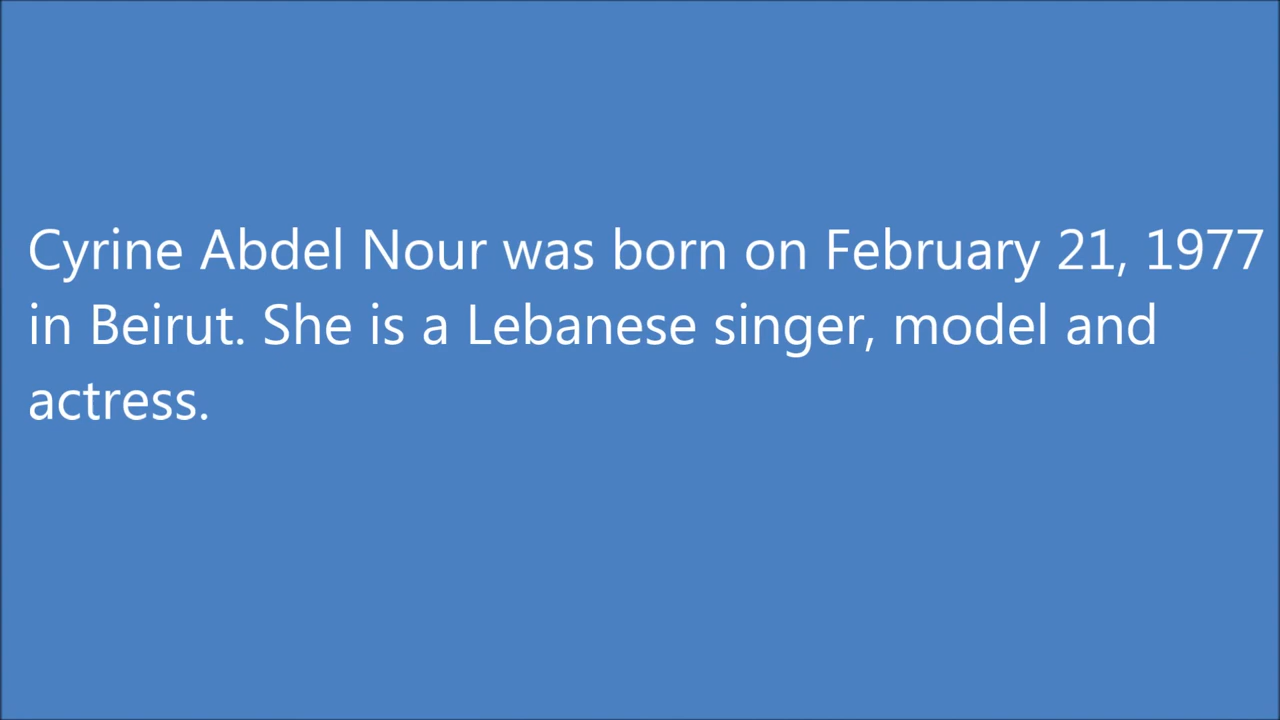 Cyrine Abdel Nour was born on February 21, 1977
in Beirut. She is a Lebanese singer, model and
actress.